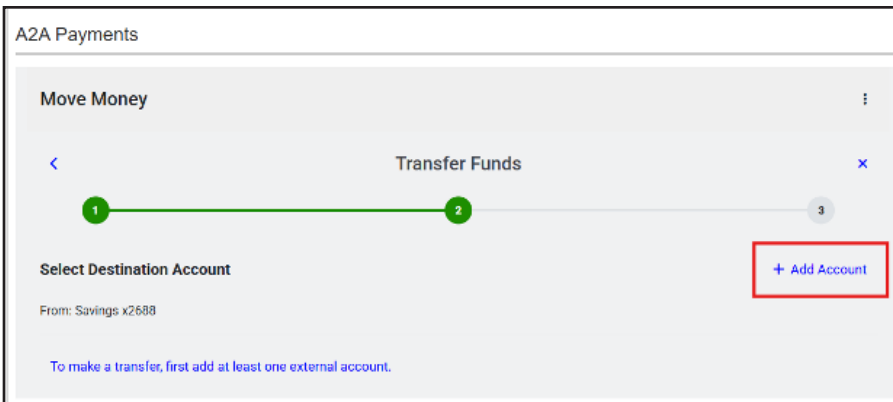 A2A Payments
Move Money
Transfer Funds
1 2 3
Select Destination Account + Add Account
From: Savings x2688
To make a transfer, first add at least one external account.